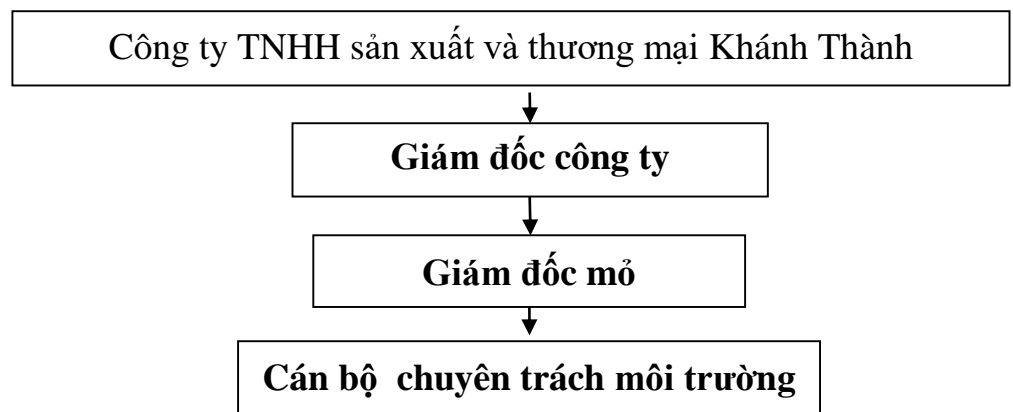 Công ty TNHH sản xuất và thương mại Khánh Thành
Giám đốc công ty
Giám đốc mỏ
Cán bộ chuyên trách môi trường